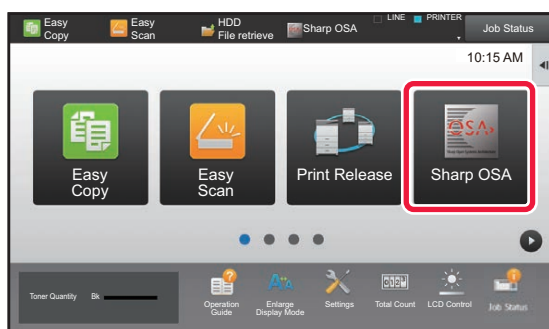 Easy
Copy
Easy
Scan
HDD
File retrieve
Sharp OSA
LINE
PRINTER
Job Status
10:15 AM
Easy
Copy
Easy
Scan
Print Release
OSA
Sharp OSA
Toner Quantity Bk
Operation
Guide
Enlarge
Display Mode
Settings
Total Count
LCD Control
Job Status